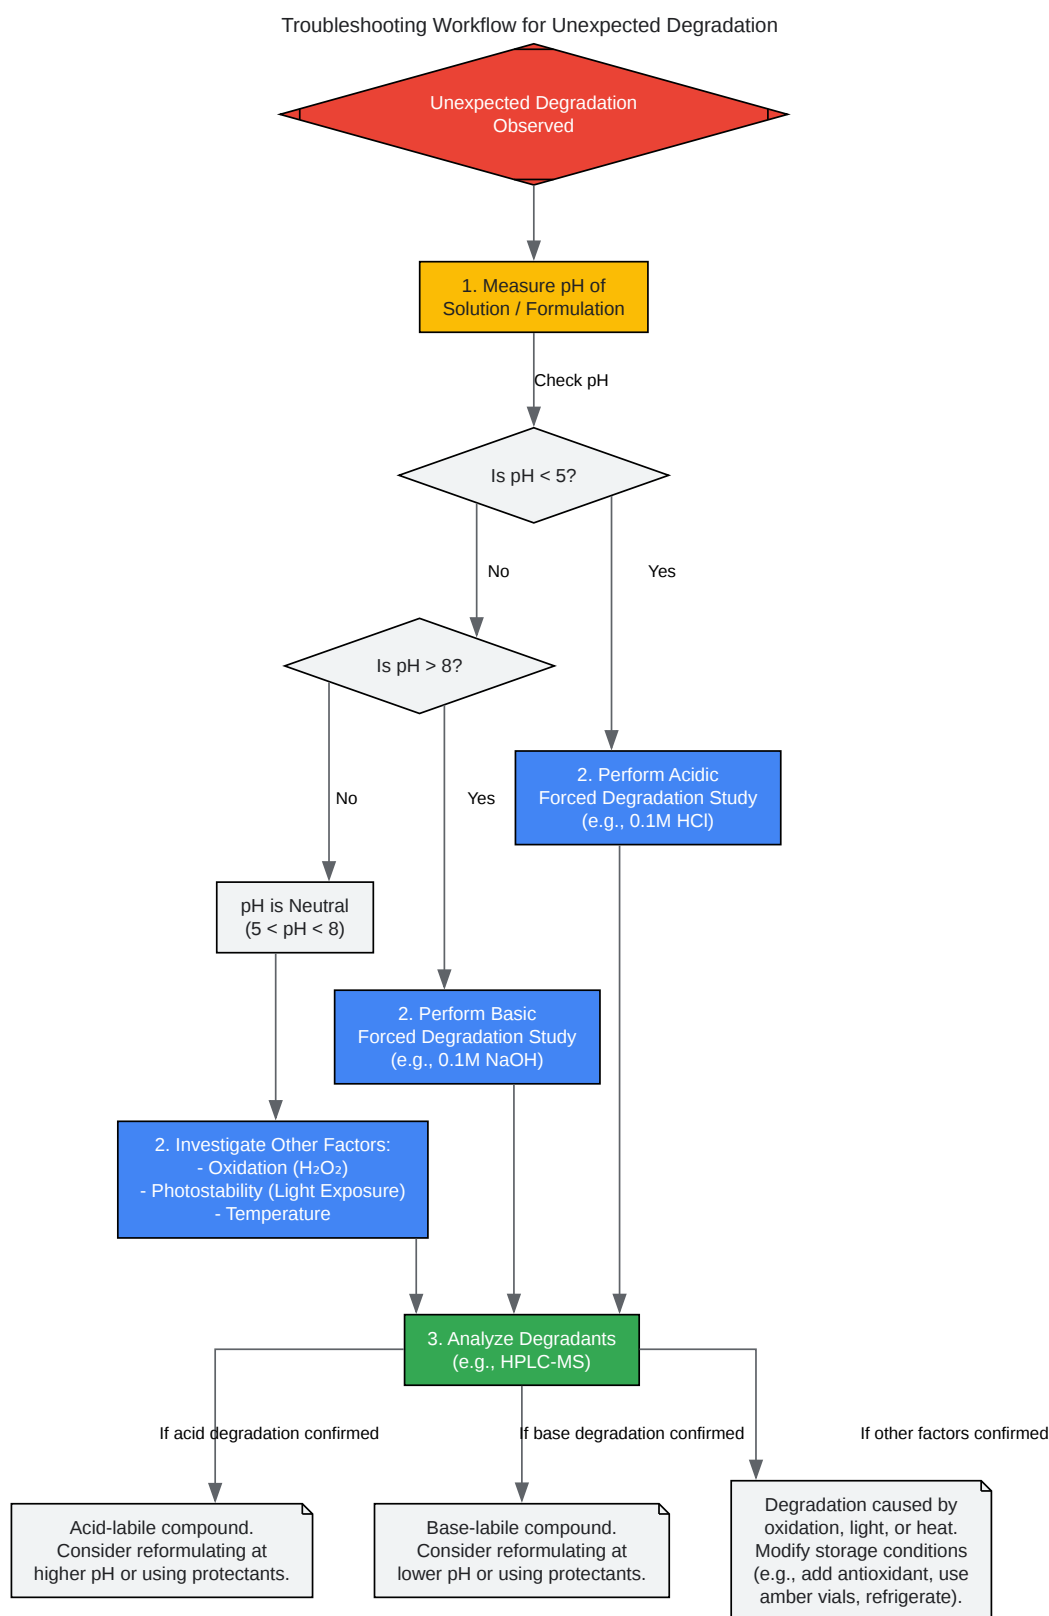 Troubleshooting Workflow for Unexpected Degradation
Unexpected Degradation
Observed
1. Measure pH of
Solution / Formulation
Check pH
Is pH < 5?
No
Yes
Is pH > 8?
No
Yes
2. Perform Acidic
Forced Degradation Study
(e.g., 0.1M HCl)
pH is Neutral
(5 < pH < 8)
2. Perform Basic
Forced Degradation Study
(e.g., 0.1M NaOH)
2. Investigate Other Factors:
- Oxidation (H₂O₂)
- Photostability (Light Exposure)
- Temperature
3. Analyze Degradants
(e.g., HPLC-MS)
If acid degradation confirmed
If base degradation confirmed
If other factors confirmed
Acid-labile compound.
Consider reformulating at
higher pH or using protectants.
Base-labile compound.
Consider reformulating at
lower pH or using protectants.
Degradation caused by
oxidation, light, or heat.
Modify storage conditions
(e.g., add antioxidant, use
amber vials, refrigerate).